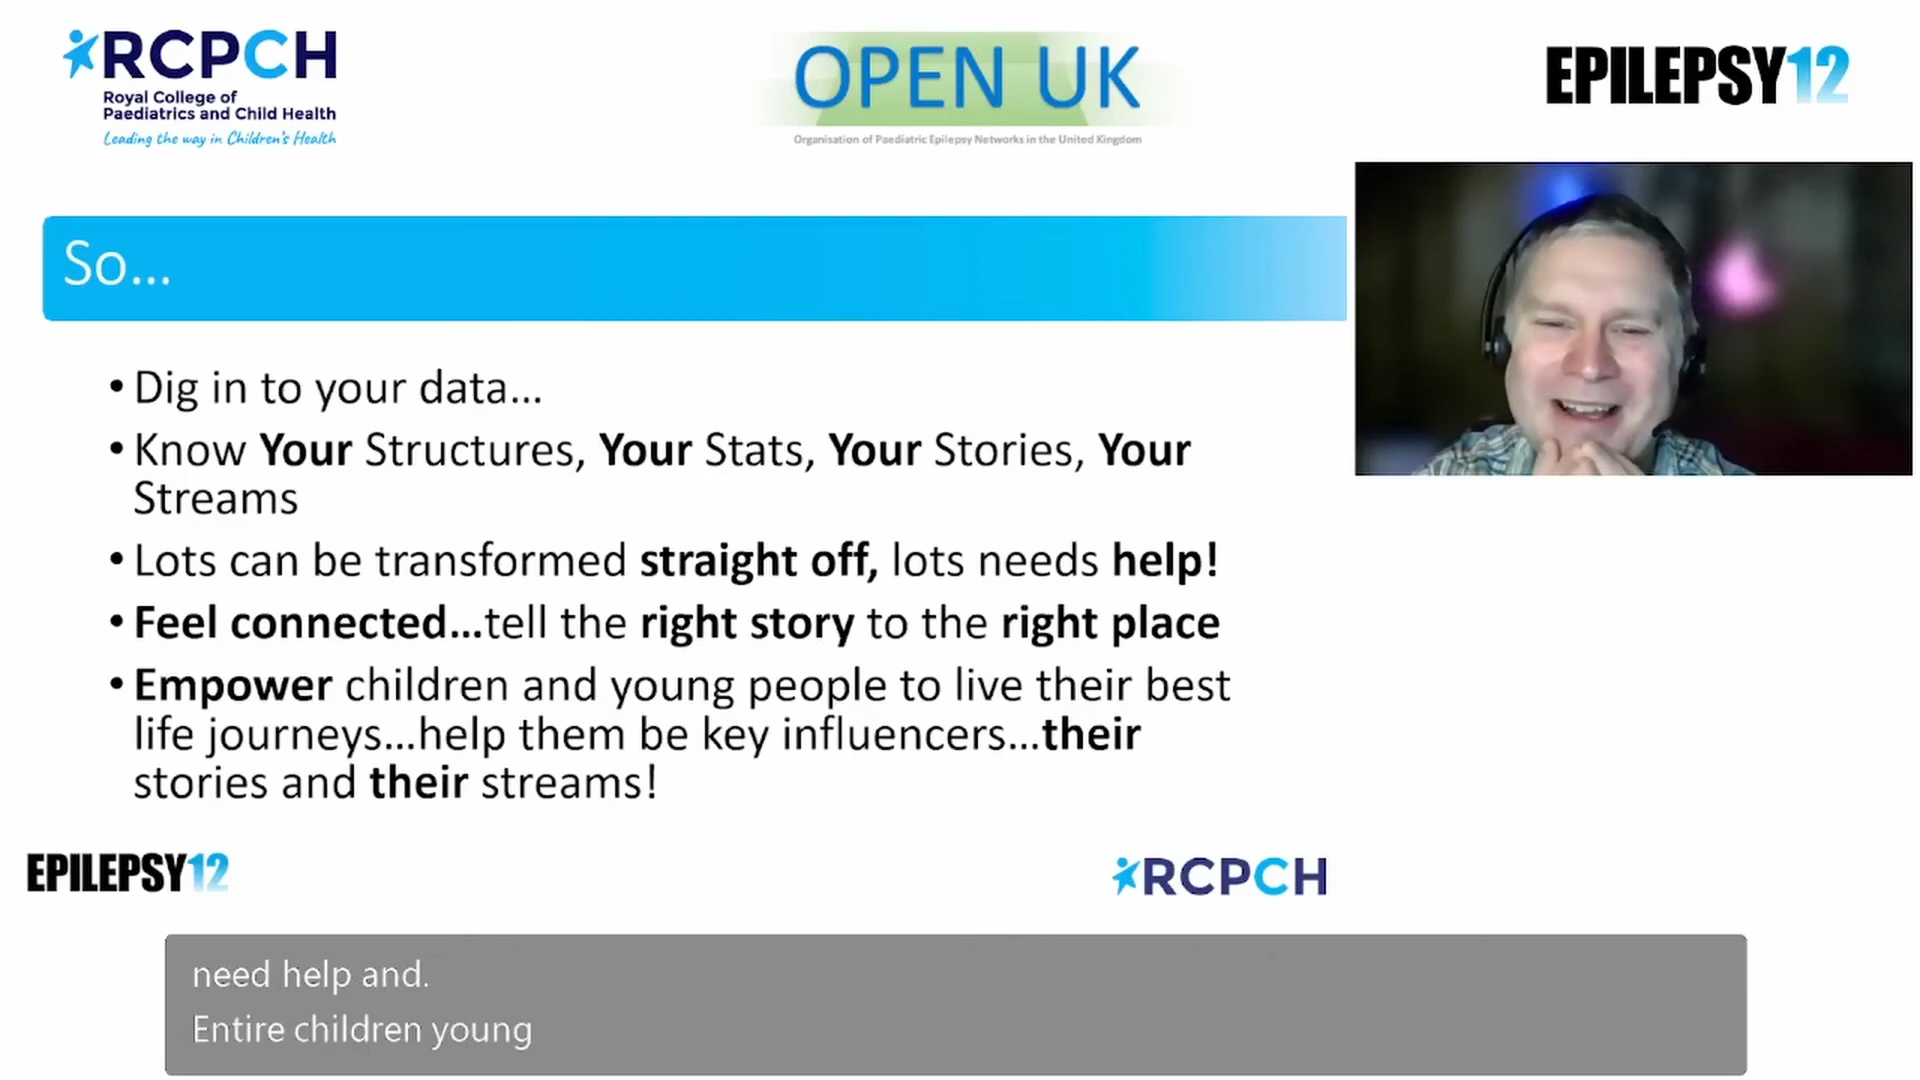 RCPCH
Royal College of
Paediatrics and Child Health
Leading the way in Children's Health
OPEN UK
Organisation of Paediatric Epilepsy Networks in the United Kingdom
EPILEPSY12
So...
• Dig in to your data...
• Know Your Structures, Your Stats, Your Stories, Your
Streams
• Lots can be transformed straight off, lots needs help!
• Feel connected...tell the right story to the right place
• Empower children and young people to live their best
life journeys...help them be key influencers...their
stories and their streams!
EPILEPSY12
RCPCH
need help and.
Entire children young